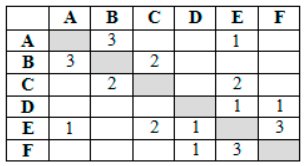 A B C D E F
A 3 1
B 3 2
C 2 2
D 1 1
E 1 2 1 3
F 1 3